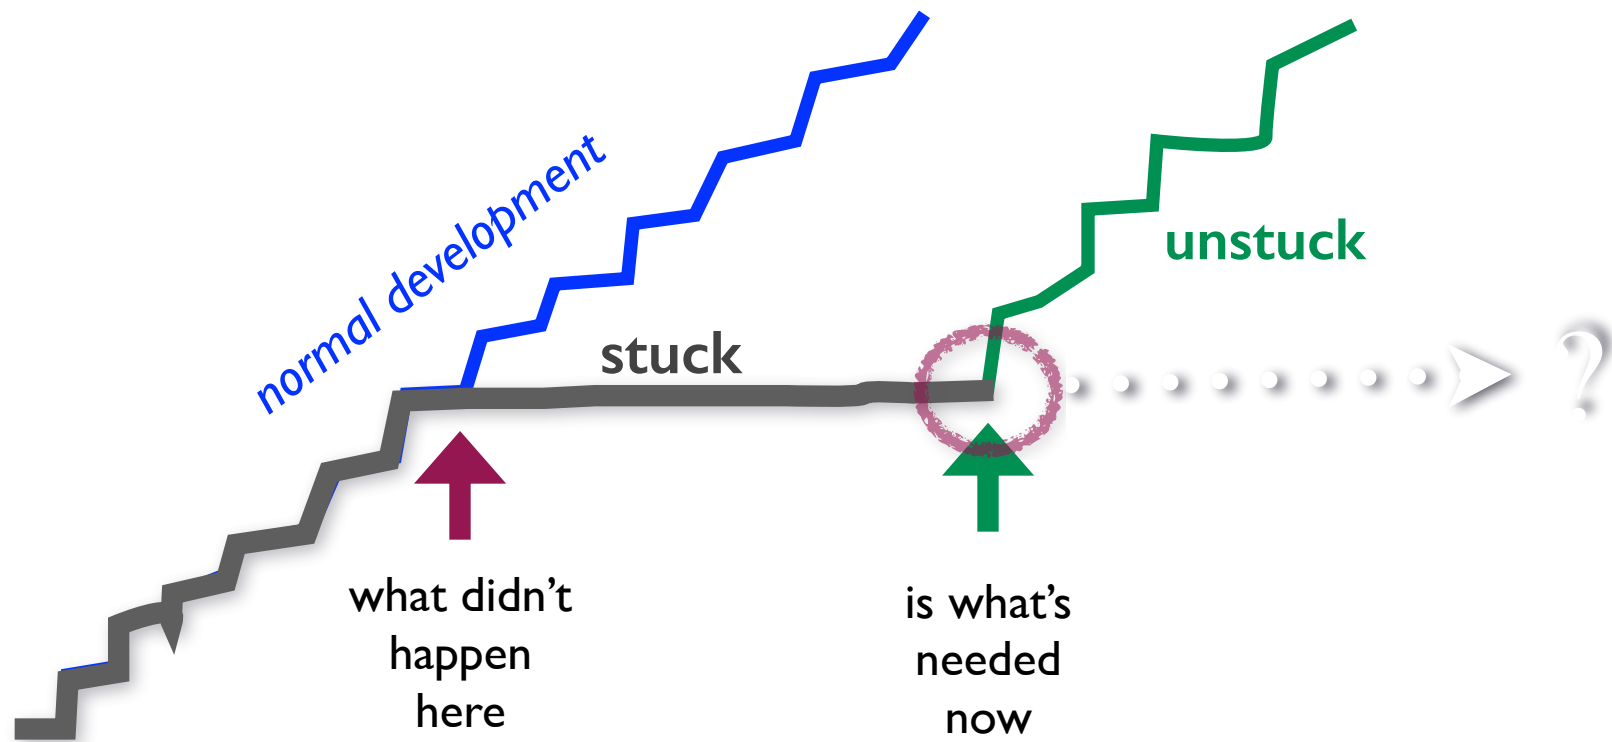 normal development
stuck
unstuck
?
what didn't
happen
here
is what's
needed
now